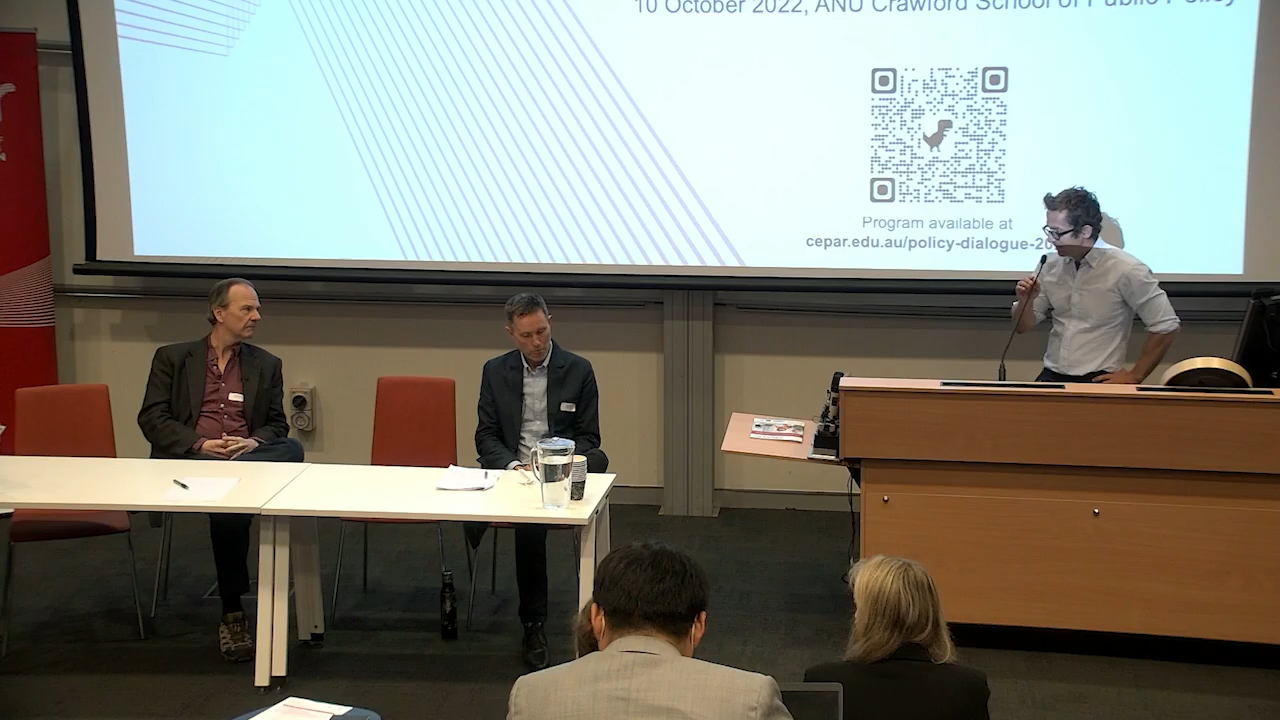 10 October 2022, ANU Crawford School of Public Policy
Program available at
cepar.edu.au/policy-dialogue-20